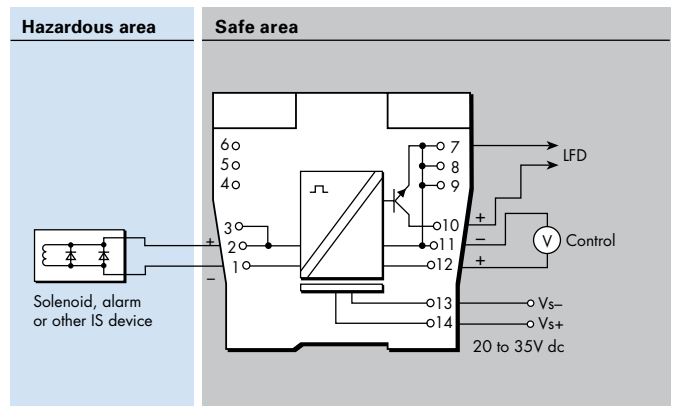 Hazardous area
Safe area
6
5
4
3
2
1
+
–
7
8
9
10
11
12
13
14
LFD
+
–
+
V
Control
Vs–
Vs+
20 to 35V dc
Solenoid, alarm
or other IS device